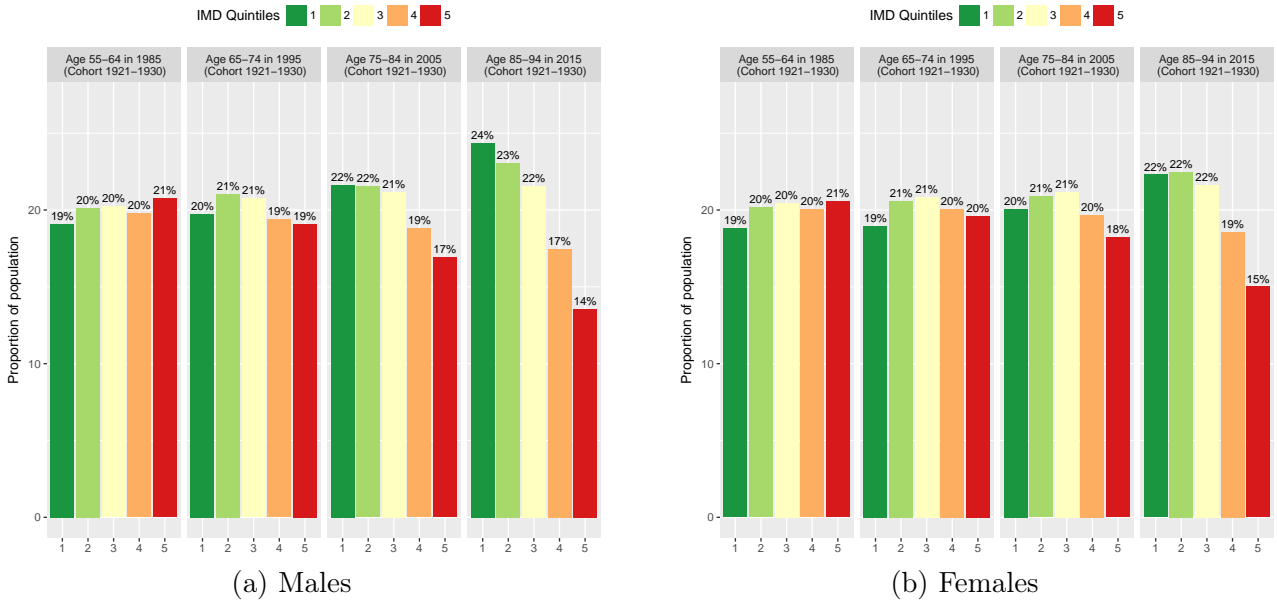 IMD Quintiles 1 2 3 4 5
Age 55–64 in 1985
(Cohort 1921–1930)
Age 65–74 in 1995
(Cohort 1921–1930)
Age 75–84 in 2005
(Cohort 1921–1930)
Age 85–94 in 2015
(Cohort 1921–1930)
Proportion of population
20
10
0
19% 20% 20% 20% 21%
20% 21% 21% 19% 19%
22% 22% 21% 19% 17%
24% 23% 22% 17% 14%
1 2 3 4 5 1 2 3 4 5 1 2 3 4 5 1 2 3 4 5
(a) Males
IMD Quintiles 1 2 3 4 5
Age 55–64 in 1985
(Cohort 1921–1930)
Age 65–74 in 1995
(Cohort 1921–1930)
Age 75–84 in 2005
(Cohort 1921–1930)
Age 85–94 in 2015
(Cohort 1921–1930)
Proportion of population
20
10
0
19% 20% 20% 20% 21%
19% 21% 21% 20% 20%
20% 21% 21% 20% 18%
22% 22% 22% 19% 15%
1 2 3 4 5 1 2 3 4 5 1 2 3 4 5 1 2 3 4 5
(b) Females